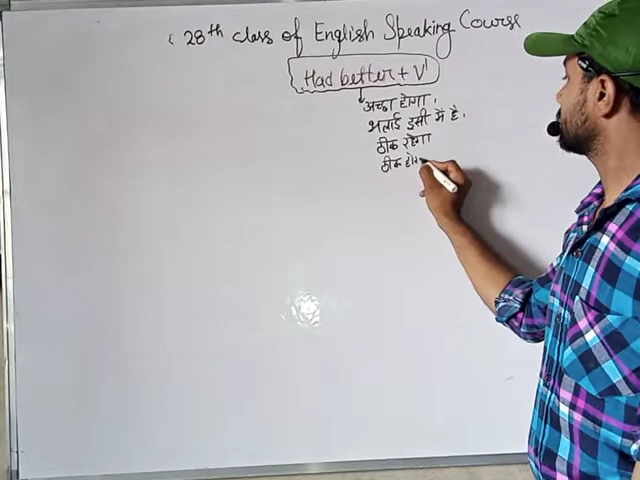 28th class of English Speaking Course
Had better + V¹
अच्छा होगा।
भलाई इसी में है।
ठीक रहेगा
ठीक